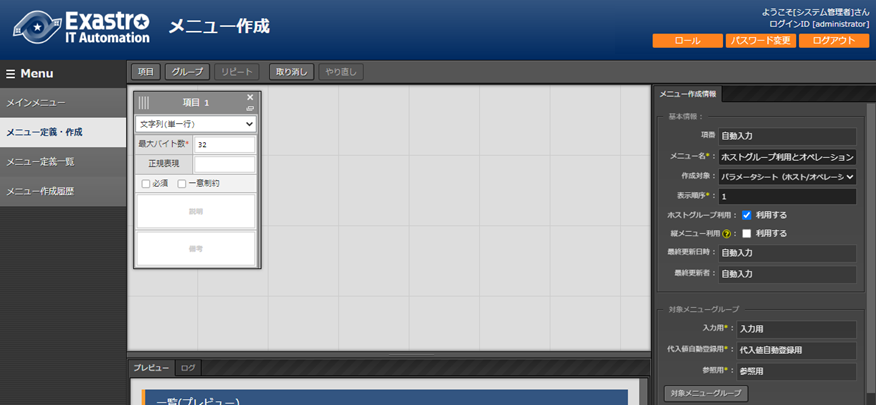 Exastro
IT Automation
メニュー作成
ようこそ[システム管理者]さん
ログインID [administrator]
ロール
パスワード変更
ログアウト
Menu
メインメニュー
メニュー定義・作成
メニュー定義一覧
メニュー作成履歴
項目
グループ
リピート
取り消し
やり直し
項目 1
文字列(単一行)
最大バイト数* 32
正規表現
必須 一意制約
説明
備考
プレビュー
ログ
一覧(プレビュー)
メニュー作成情報
基本情報:
項番 自動入力
メニュー名*: ホストグループ利用とオペレーション
作成対象: パラメータシート (ホスト/オペレーシ
表示順序*: 1
ホストグループ利用: 利用する
縦メニュー利用?: 利用する
最終更新日時: 自動入力
最終更新者: 自動入力
対象メニューグループ
入力用*: 入力用
代入値自動登録用*: 代入値自動登録用
参照用*: 参照用
対象メニューグループ